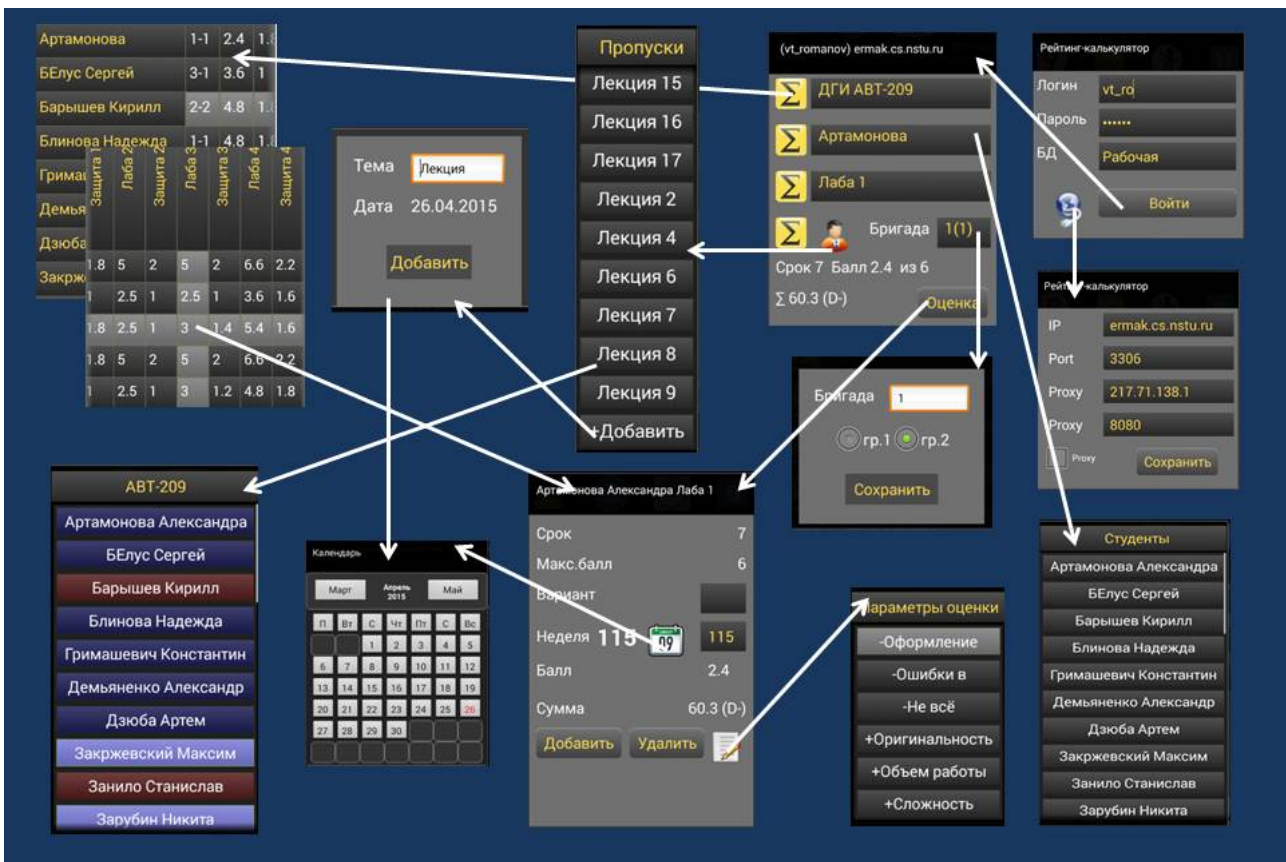 Артамонова 1-1 2.4
БЕлус Сергей 3-1 3.6 1
Барышев Кирилл 2-2 4.8
Блинова Надежда 1-1 4.8
Демья
Дзюба
Закрж
Защита 1
Лаба 2
Защита 2
Лаба 3
Защита 3
Лаба 4
Защита 4
1.8 5 2 5 2 6.6 2.2
1 2.5 1 2.5 1 3.6 1.6
1.8 2.5 1 3 1.4 5.4 1.6
1.8 5 2 5 2 6.6 2.2
1 2.5 1 3 1.2 4.8 1.8
Тема Лекция
Дата 26.04.2015
Добавить
Пропуски
Лекция 15
Лекция 16
Лекция 17
Лекция 2
Лекция 4
Лекция 6
Лекция 7
Лекция 8
Лекция 9
+Добавить
(vt_romanov) ermak.cs.nstu.ru
Σ ДГИ АВТ-209
Σ Артамонова
Σ Лаба 1
Σ Бригада 1(1)
Срок 7 Балл 2.4 из 6
Σ 60.3 (D-) Оценка
Рейтинг-калькулятор
Логин vt_ro
Пароль ••••••
БД Рабочая
Войти
Рейтинг-калькулятор
IP ermak.cs.nstu.ru
Port 3306
Proxy 217.71.138.1
Proxy 8080
Proxy Сохранить
Бригада 1
гр.1 гр.2
Сохранить
АВТ-209
Артамонова Александра
БЕлус Сергей
Барышев Кирилл
Блинова Надежда
Гримашевич Константин
Демьяненко Александр
Дзюба Артем
Закржевский Максим
Занило Станислав
Зарубин Никита
Календарь
Март Апрель 2015 Май
П Вт С Чт Пт С Вс
1 2 3 4 5
6 7 8 9 10 11 12
13 14 15 16 17 18 19
20 21 22 23 24 25 26
27 28 29 30
Артамонова Александра Лаба 1
Срок 7
Макс.балл 6
Вариант
Неделя 115 115
Балл 2.4
Сумма 60.3 (D-)
Добавить Удалить
Параметры оценки
-Оформление
-Ошибки в
-Не всё
+Оригинальность
+Объем работы
+Сложность
Студенты
Артамонова Александра
БЕлус Сергей
Барышев Кирилл
Блинова Надежда
Гримашевич Константин
Демьяненко Александр
Дзюба Артем
Закржевский Максим
Занило Станислав
Зарубин Никита